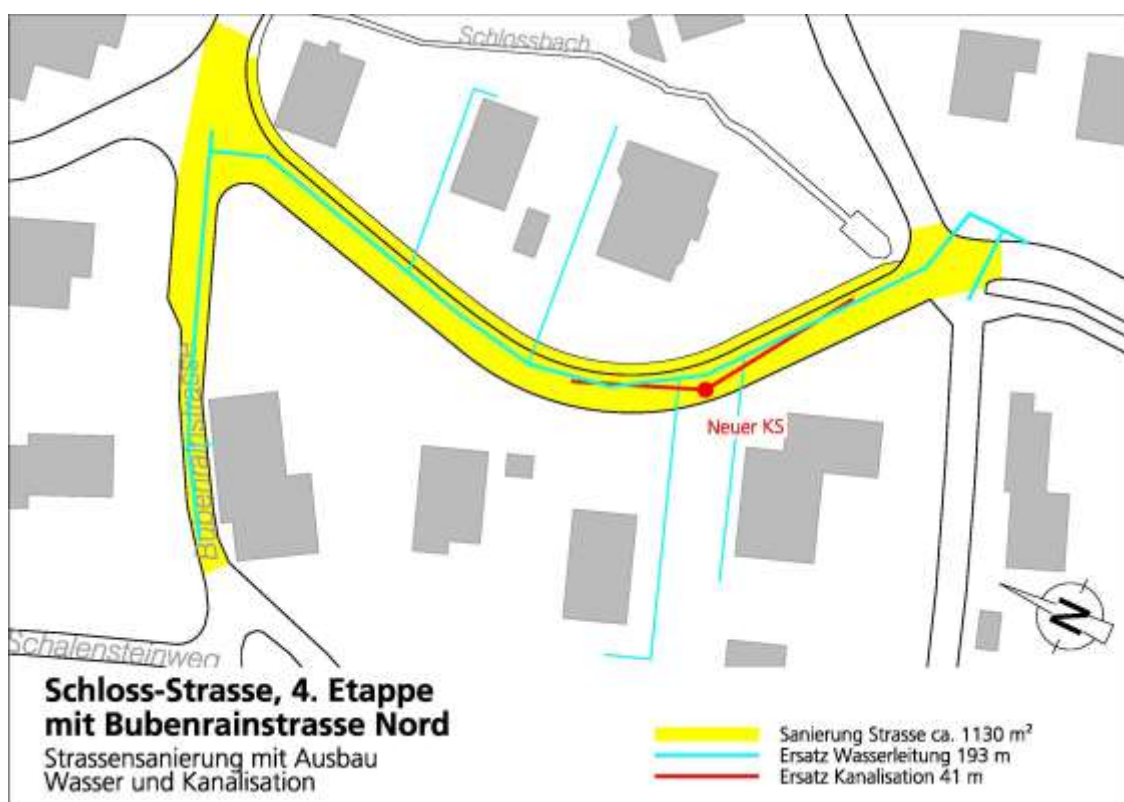 Schlossbach
Bubenrainstrasse
Neuer KS
N
Schalensteinweg
Schloss-Strasse, 4. Etappe
mit Bubenrainstrasse Nord
Strassensanierung mit Ausbau
Wasser und Kanalisation
Sanierung Strasse ca. 1130 m²
Ersatz Wasserleitung 193 m
Ersatz Kanalisation 41 m